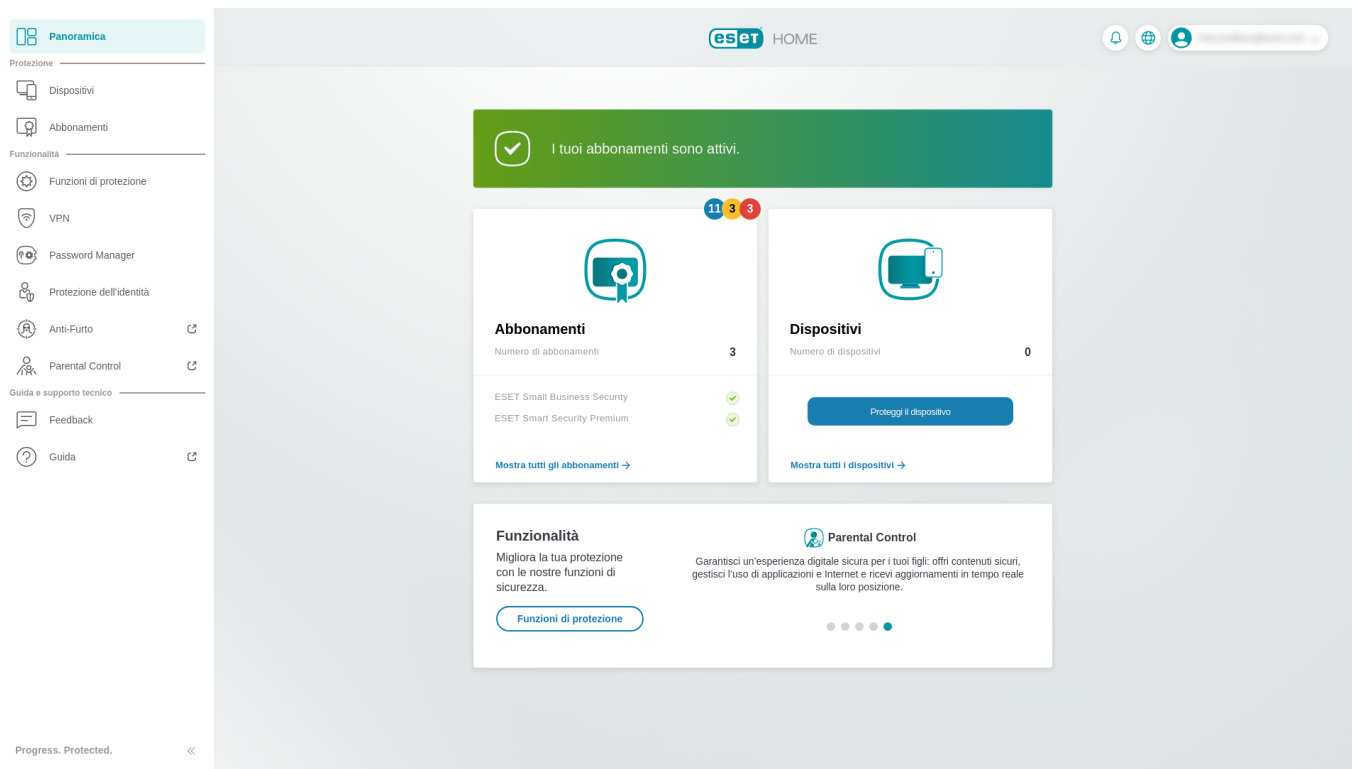 Panoramica
Protezione
Dispositivi
Abbonamenti
Funzionalità
Funzioni di protezione
VPN
Password Manager
Protezione dell'identità
Anti-Furto
Parental Control
Guida e supporto tecnico
Feedback
Guida
Progress. Protected.
eseT HOME
I tuoi abbonamenti sono attivi.
11 3 3
Abbonamenti
Numero di abbonamenti 3
ESET Small Business Security
ESET Smart Security Premium
Mostra tutti gli abbonamenti
Dispositivi
Numero di dispositivi 0
Proteggi il dispositivo
Mostra tutti i dispositivi
Funzionalità
Migliora la tua protezione
con le nostre funzioni di
sicurezza.
Funzioni di protezione
Parental Control
Garantisci un'esperienza digitale sicura per i tuoi figli: offri contenuti sicuri,
gestisci l'uso di applicazioni e Internet e ricevi aggiornamenti in tempo reale
sulla loro posizione.